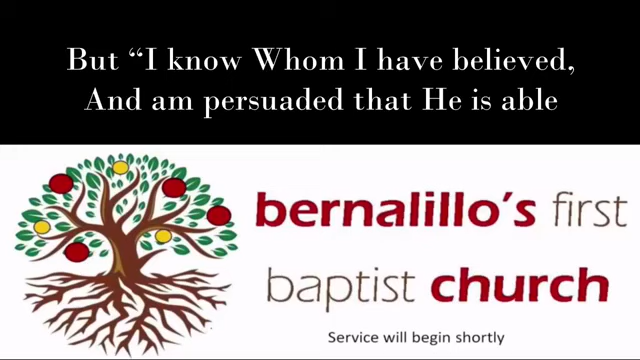 But “I know Whom I have believed,
And am persuaded that He is able
bernalillo’s first
baptist church
Service will begin shortly